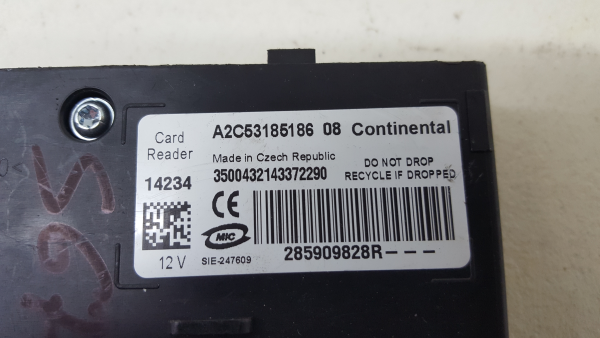 Card Reader
A2C53185186 08 Continental
Made in Czech Republic
DO NOT DROP
RECYCLE IF DROPPED
14234
3500432143372290
CE
MIC
12 V
SIE-247609
285909828R---